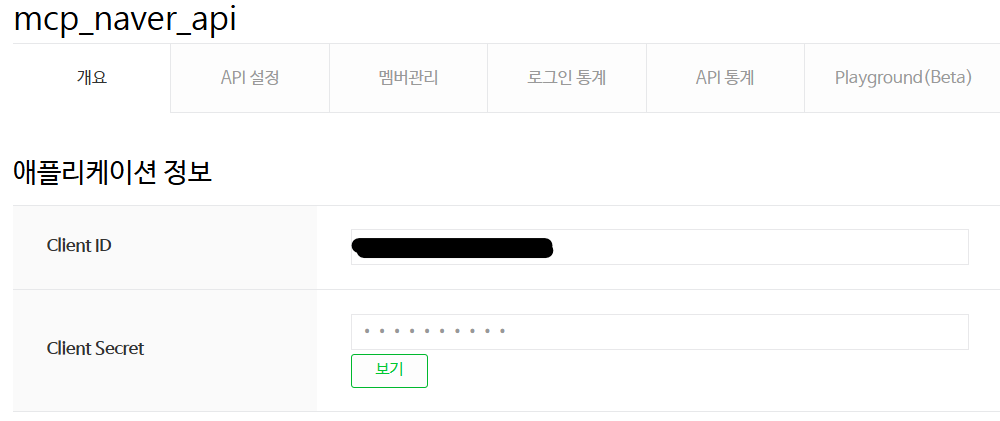 mcp_naver_api
개요 API 설정 멤버관리 로그인 통계 API 통계 Playground(Beta)
애플리케이션 정보
Client ID
Client Secret
보기